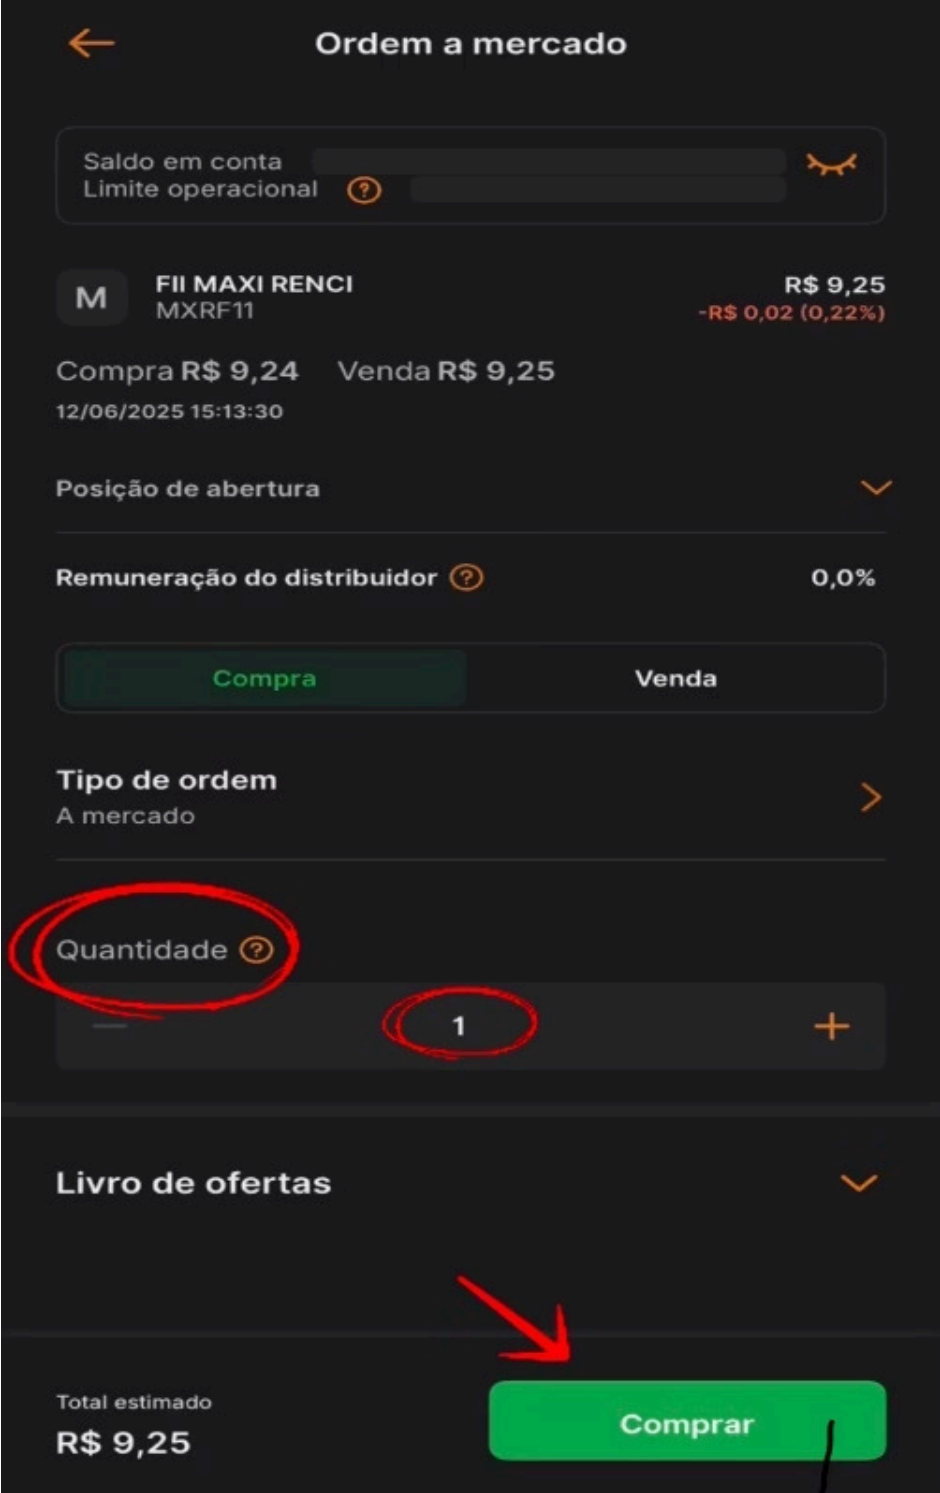 Ordem a mercado
Saldo em conta
Limite operacional ?
M
FII MAXI RENCI
MXRF11
R$ 9,25
-R$ 0,02 (0,22%)
Compra R$ 9,24 Venda R$ 9,25
12/06/2025 15:13:30
Posição de abertura
Remuneração do distribuidor ? 0,0%
Compra Venda
Tipo de ordem
A mercado
Quantidade ?
1
Livro de ofertas
Total estimado
R$ 9,25
Comprar